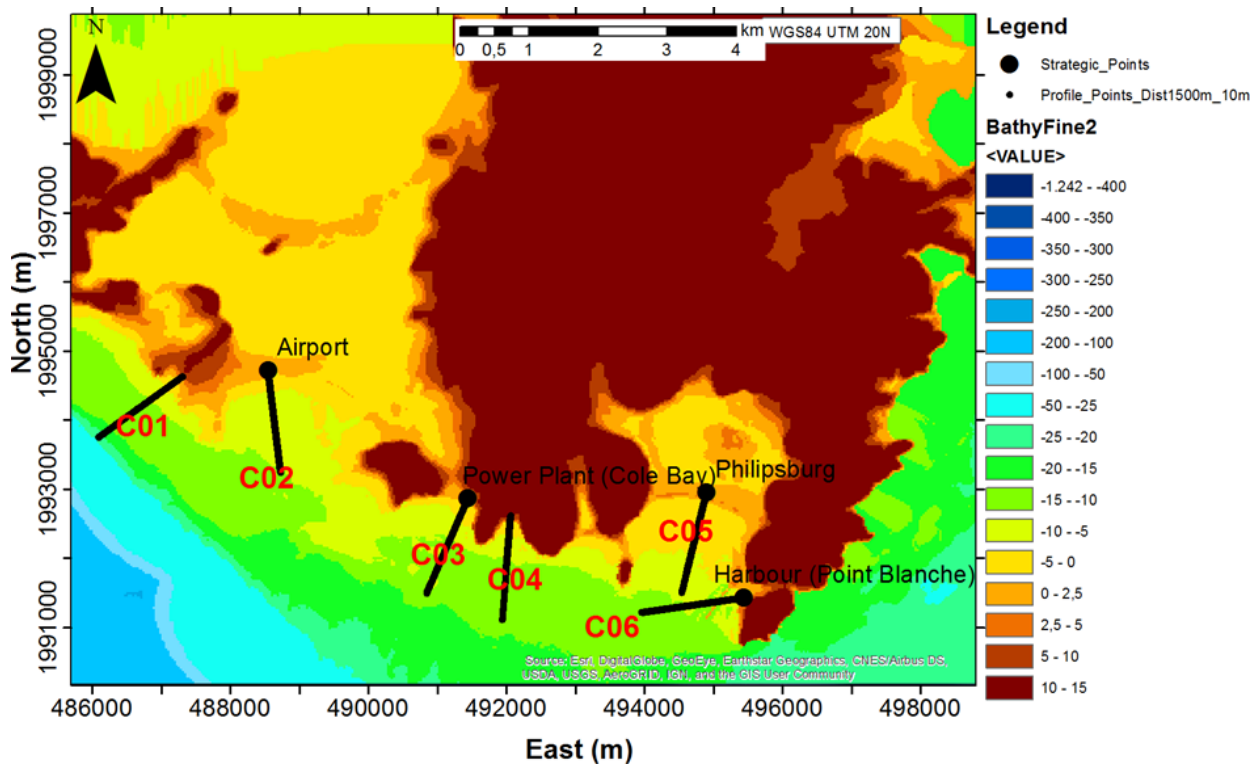 N
km WGS84 UTM 20N
0 0,5 1 2 3 4
Legend
Strategic_Points
Profile_Points_Dist1500m_10m
BathyFine2
<VALUE>
-1.242 - -400
-400 - -350
-350 - -300
-300 - -250
-250 - -200
-200 - -100
-100 - -50
-50 - -25
-25 - -20
-20 - -15
-15 - -10
-10 - -5
-5 - 0
0 - 2,5
2,5 - 5
5 - 10
10 - 15
North (m)
1999000
1997000
1995000
1993000
1991000
Airport
C01
C02
Power Plant (Cole Bay)
Philipsburg
C03
C04
C05
Harbour (Point Blanche)
C06
Source: Esri, DigitalGlobe, GeoEye, Earthstar Geographics, CNES/Airbus DS,
USDA, USGS, AeroGRID, IGN, and the GIS User Community
486000 488000 490000 492000 494000 496000 498000
East (m)